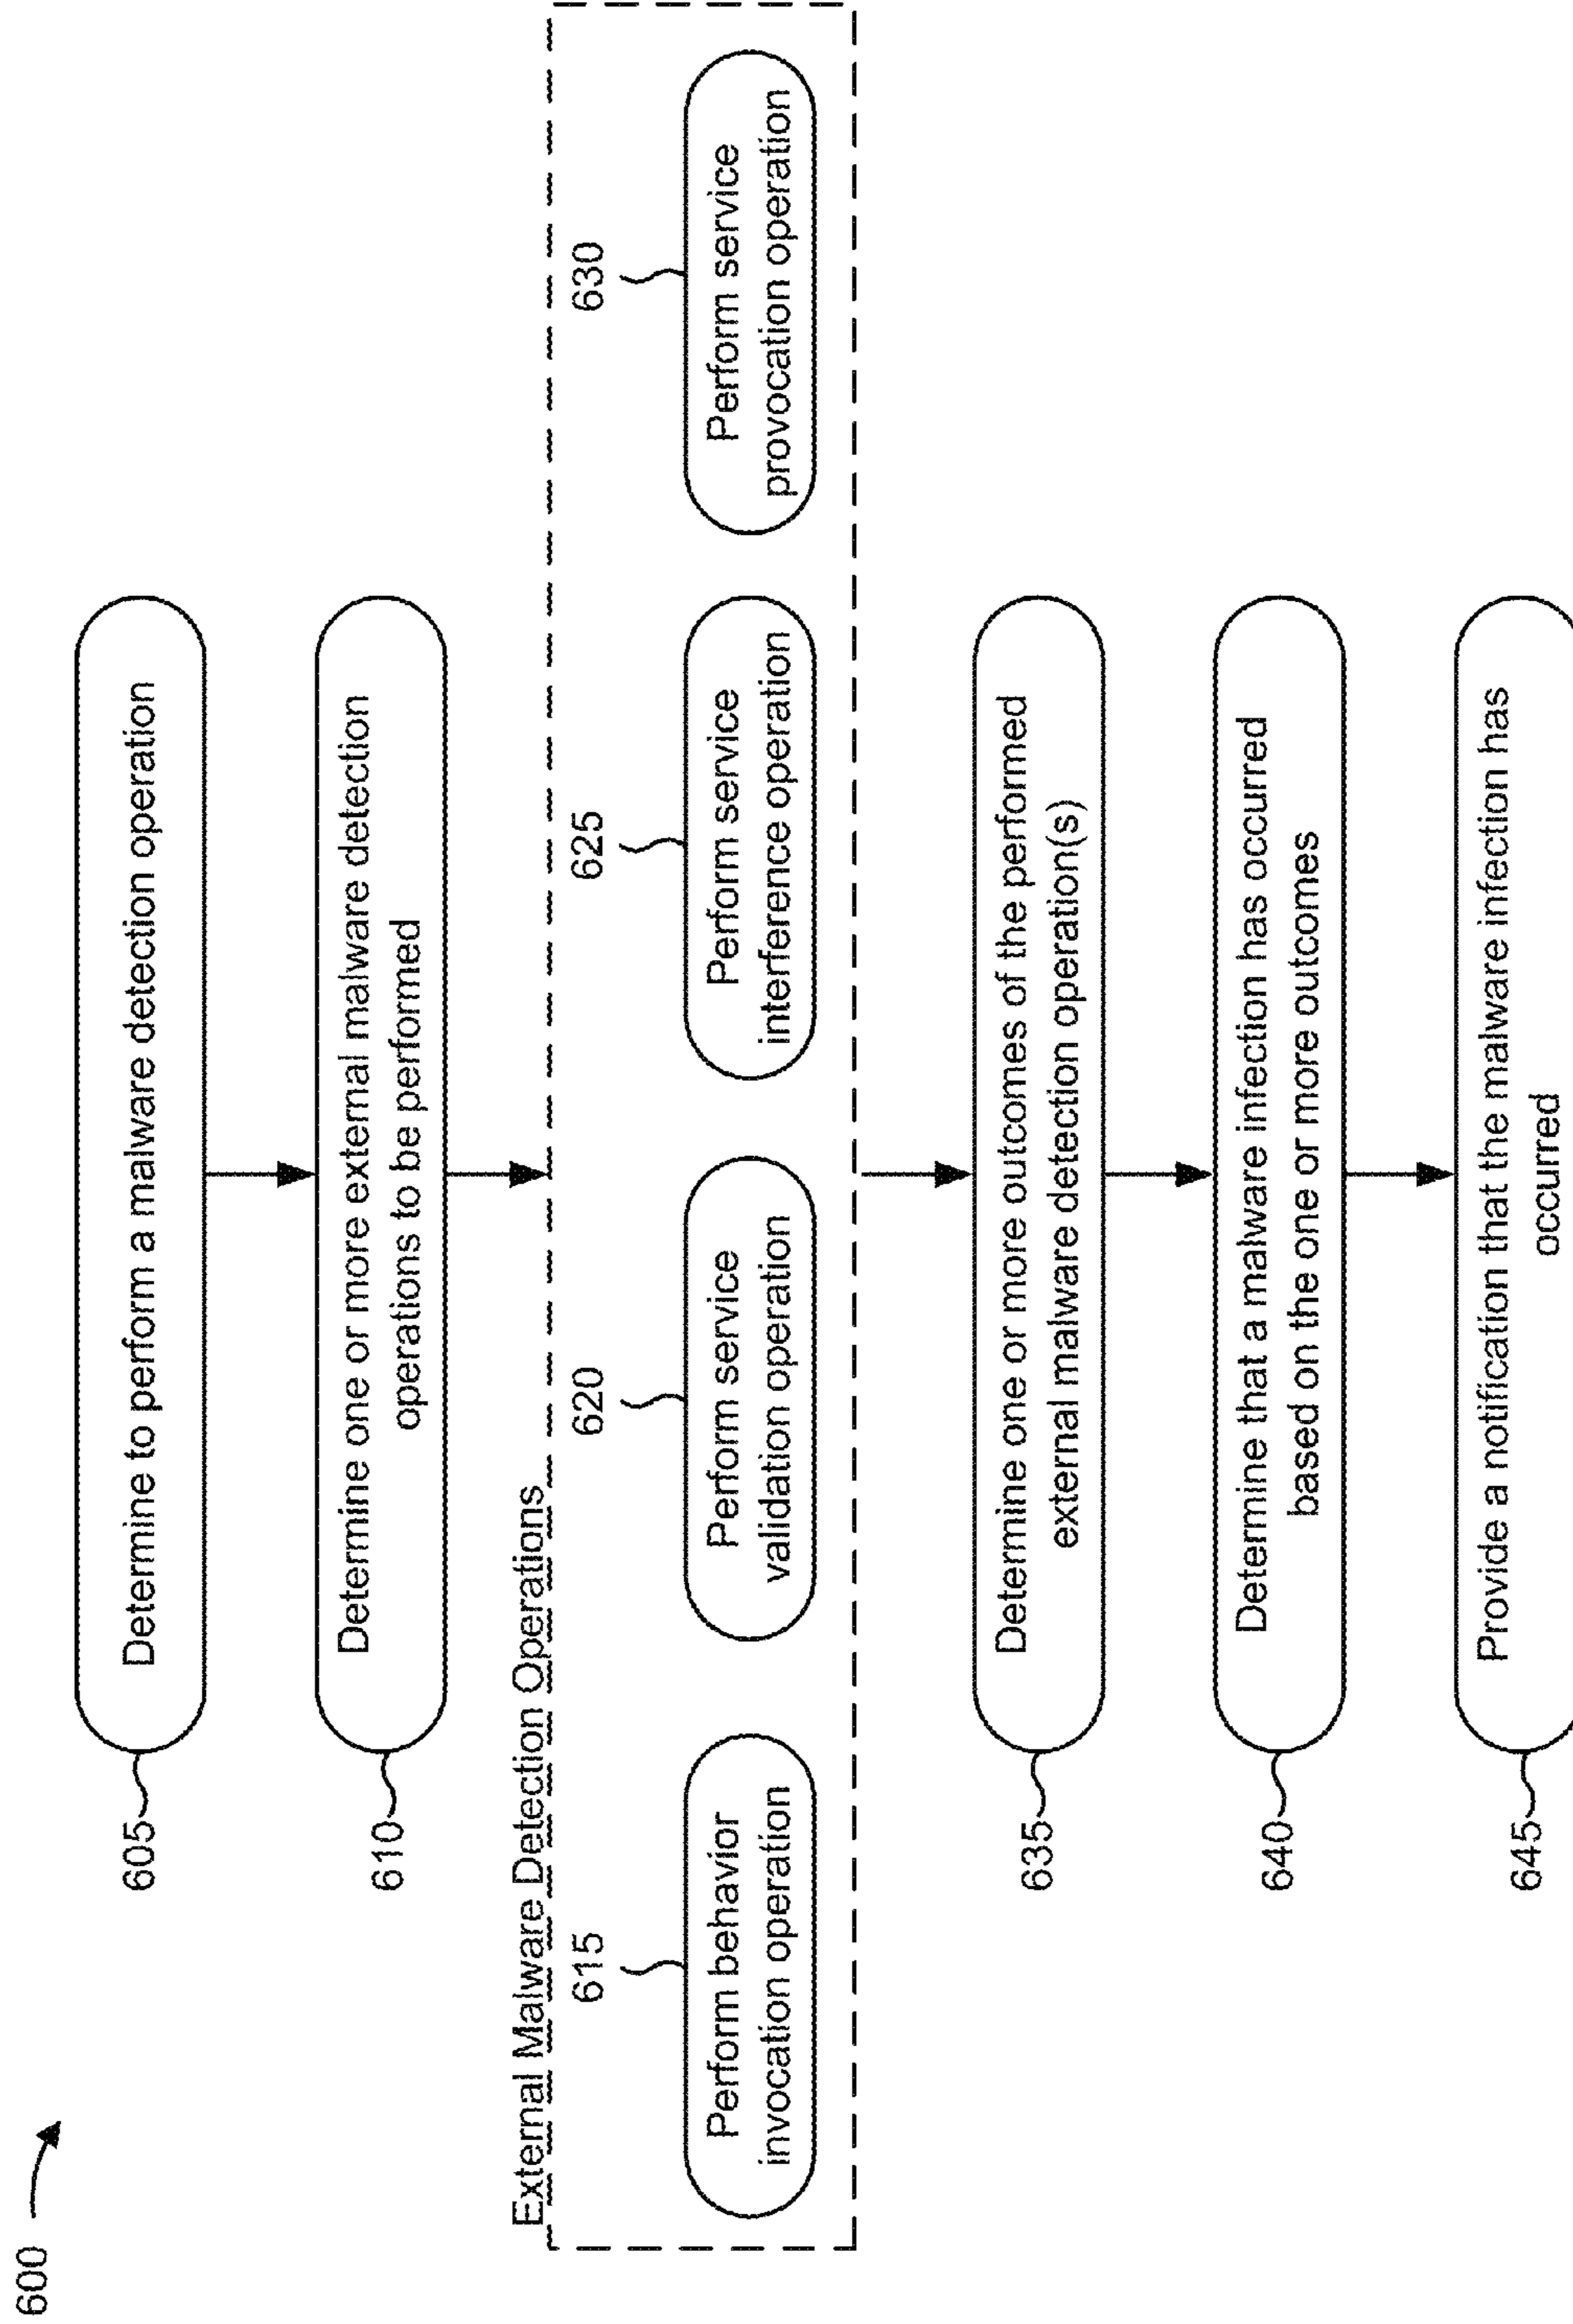 600
605
Determine to perform a malware detection operation
610
Determine one or more external malware detection
operations to be performed
External Malware Detection Operations
615
Perform behavior
invocation operation
620
Perform service
validation operation
625
Perform service
interference operation
630
Perform service
provocation operation
635
Determine one or more outcomes of the performed
external malware detection operation(s)
640
Determine that a malware infection has occurred
based on the one or more outcomes
645
Provide a notification that the malware infection has
occurred